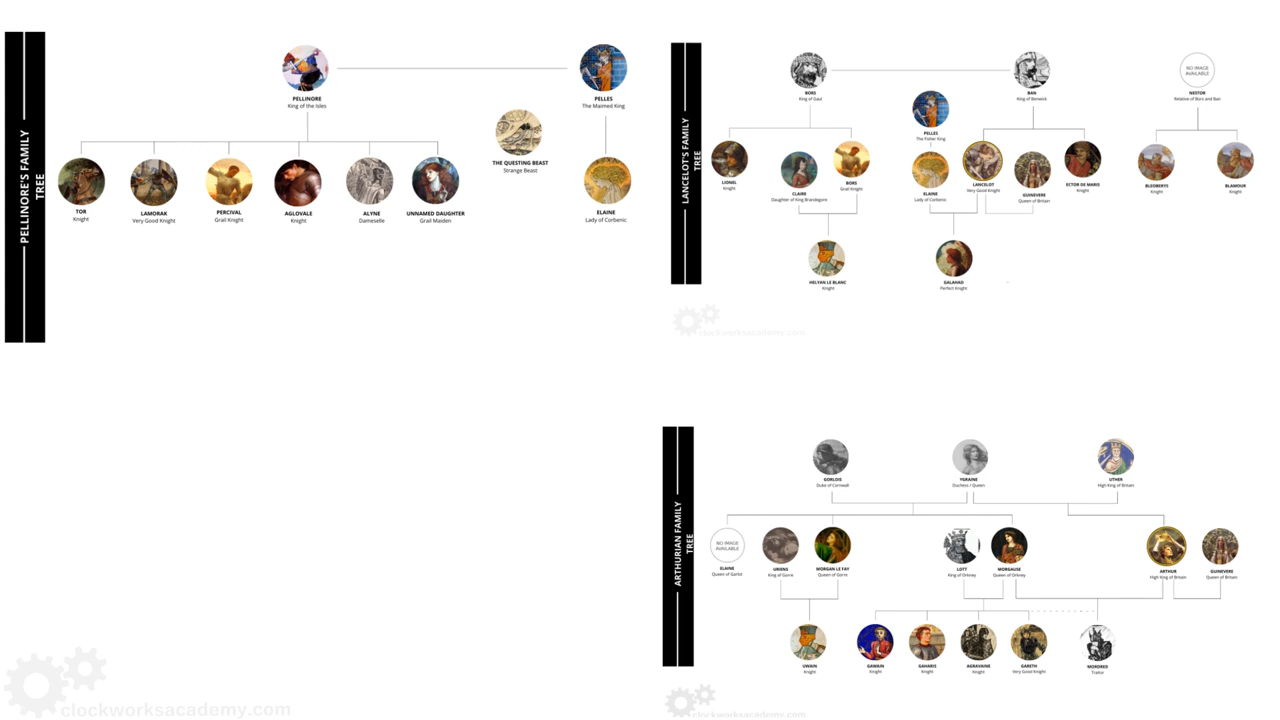 PELLINORE'S FAMILY
TREE
PELLINORE
King of the Isles
PELLES
The Maimed King
THE QUESTING BEAST
Strange Beast
TOR
Knight
LAMORAK
Very Good Knight
PERCIVAL
Grail Knight
AGLOVALE
Knight
ALYNE
Dameselle
UNNAMED DAUGHTER
Grail Maiden
ELAINE
Lady of Corbenic
LANCELOT'S FAMILY
TREE
BORS
King of Gaul
BAN
King of Benwick
NO IMAGE
AVAILABLE
NESTOR
Relative of Bors and Ban
PELLES
The Fisher King
LIONEL
Knight
CLAIRE
Daughter of King Brandegore
BORS
Grail Knight
ELAINE
Lady of Corbenic
LANCELOT
Very Good Knight
GUINEVERE
Queen of Britain
ECTOR DE MARIS
Knight
BLEOBERYS
Knight
BLAMOUR
Knight
HELYAN LE BLANC
Knight
GALAHAD
Perfect Knight
clockworksacademy.com
ARTHURIAN FAMILY
TREE
GORLOIS
Duke of Cornwall
YGRAINE
Duchess / Queen
UTHER
High King of Britain
NO IMAGE
AVAILABLE
ELAINE
Queen of Garlot
URIENS
King of Gorre
MORGAN LE FAY
Queen of Gorre
LOTT
King of Orkney
MORGAUSE
Queen of Orkney
ARTHUR
High King of Britain
GUINEVERE
Queen of Britain
UWAIN
Knight
GAWAIN
Knight
GAHARIS
Knight
AGRAVAINE
Knight
GARETH
Very Good Knight
MORDRED
Traitor
clockworksacademy.com
clockworksacademy.com